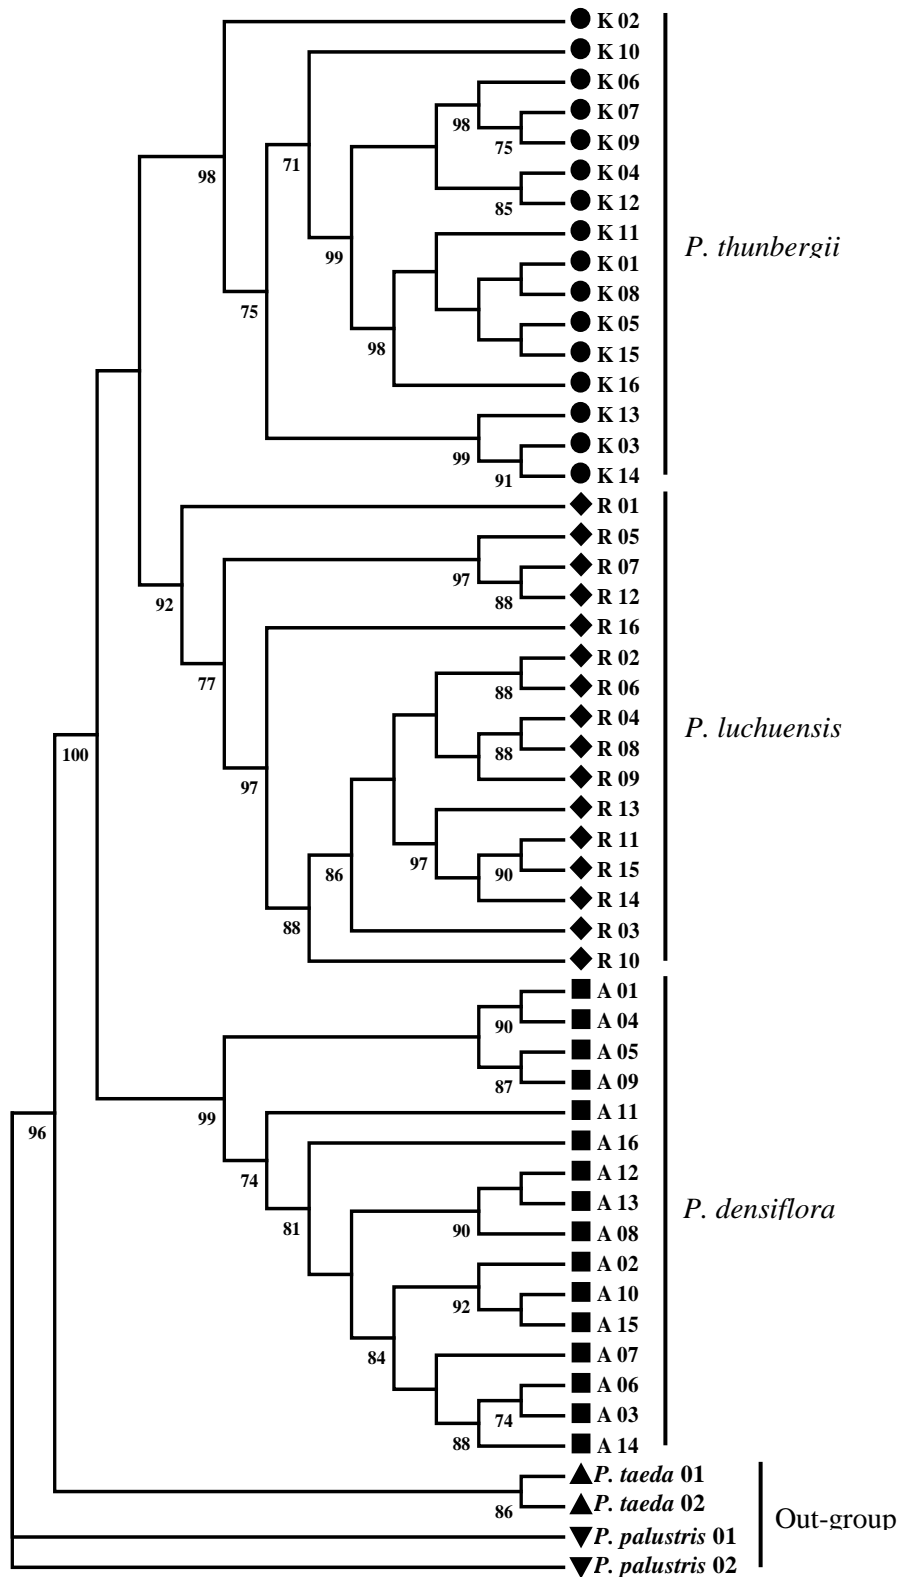 K 02
K 10
K 06
98
K 07
75
K 09
71
98
K 04
85
K 12
K 11
99
P. thunbergii
K 01
K 08
75
K 05
98
K 15
K 16
K 13
99
K 03
91
K 14
R 01
R 05
97
R 07
88
R 12
92
R 16
77
R 02
88
R 06
R 04
P. luchuensis
100
88
R 08
97
R 09
R 13
R 11
97
86
90
R 15
R 14
88
R 03
R 10
A 01
90
A 04
A 05
87
A 09
99
A 11
96
A 16
74
A 12
81
A 13
P. densiflora
90
A 08
A 02
92
A 10
A 15
84
A 07
A 06
74
A 03
88
A 14
P. taeda 01
86
P. taeda 02
Out-group
P. palustris 01
P. palustris 02